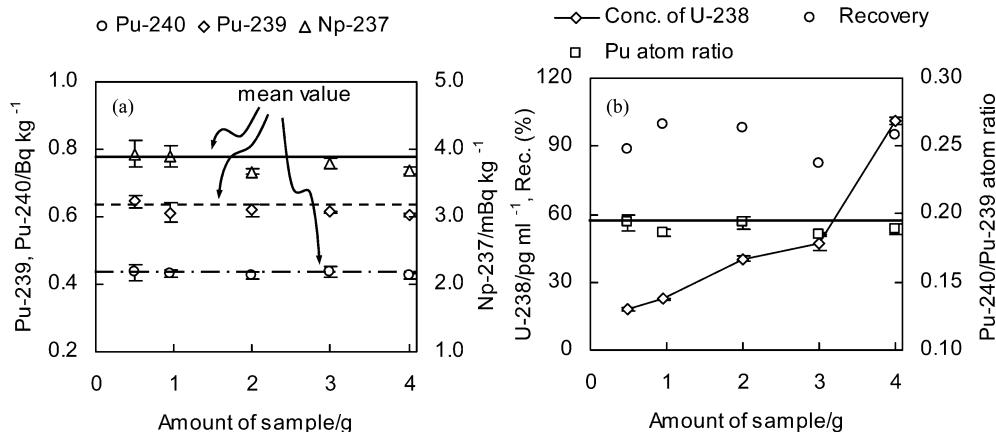 Pu-240 Pu-239 Np-237
Pu-239, Pu-240/Bq kg⁻¹
1.0
0.8
0.6
0.4
0.2
(a)
mean value
5.0
4.0
3.0
2.0
1.0
Np-237/mBq kg⁻¹
0 1 2 3 4
Amount of sample/g
Conc. of U-238 Recovery
Pu atom ratio
U-238/pg ml⁻¹, Rec. (%)
120
90
60
30
0
(b)
0.30
0.25
0.20
0.15
0.10
Pu-240/Pu-239 atom ratio
0 1 2 3 4
Amount of sample/g